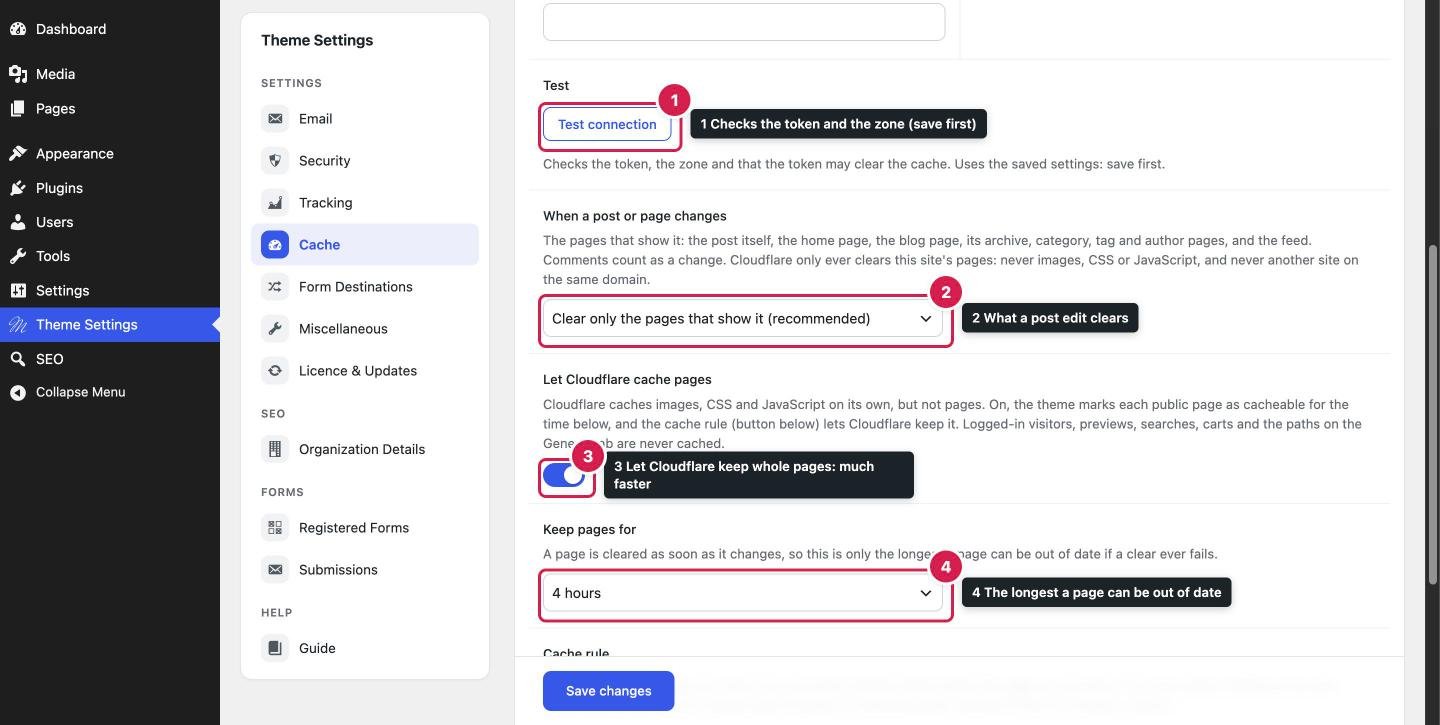 Dashboard
Media
Pages
Appearance
Plugins
Users
Tools
Settings
Theme Settings
SEO
Collapse Menu
Theme Settings
SETTINGS
Email
Security
Tracking
Cache
Form Destinations
Miscellaneous
Licence & Updates
SEO
Organization Details
FORMS
Registered Forms
Submissions
HELP
Guide
Test
1
Test connection
1 Checks the token and the zone (save first)
Checks the token, the zone and that the token may clear the cache. Uses the saved settings: save first.
When a post or page changes
The pages that show it: the post itself, the home page, the blog page, its archive, category, tag and author pages, and the feed.
Comments count as a change. Cloudflare only ever clears this site's pages: never images, CSS or JavaScript, and never another site on
the same domain.
2
Clear only the pages that show it (recommended)
2 What a post edit clears
Let Cloudflare cache pages
Cloudflare caches images, CSS and JavaScript on its own, but not pages. On, the theme marks each public page as cacheable for the
time below, and the cache rule (button below) lets Cloudflare keep it. Logged-in visitors, previews, searches, carts and the paths on the
are never cached.
3
3 Let Cloudflare keep whole pages: much
faster
Keep pages for
A page is cleared as soon as it changes, so this is only the page can be out of date if a clear ever fails.
4
4 hours
4 The longest a page can be out of date
Cache rule
Save changes